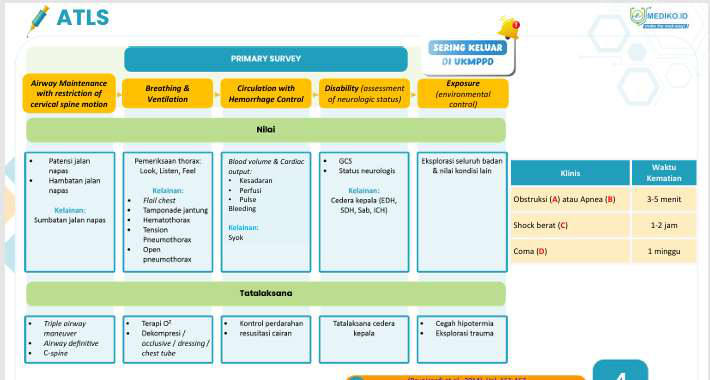 ATLS
MEDIKO.ID
PRIMARY SURVEY
SERING KELUAR
DI UKMPPD
Airway Maintenance
with restriction of
cervical spine motion
Breathing &
Ventilation
Circulation with
Hemorrhage Control
Disability (assessment
of neurologic status)
Exposure
(environmental
control)
Nilai
• Patensi jalan
napas
• Hambatan jalan
napas
Kelainan:
Sumbatan jalan napas
Pemeriksaan thorax:
Look, Listen, Feel
Kelainan:
• Flail chest
• Tamponade jantung
• Hematothorax
• Tension
Pneumothorax
• Open
pneumothorax
Blood volume & Cardiac
output:
• Kesadaran
• Perfusi
• Pulse
Bleeding
Kelainan:
Syok
• GCS
• Status neurologis
Kelainan:
Cedera kepala (EDH,
SDH, Sab, ICH)
Eksplorasi seluruh badan
& nilai kondisi lain
Klinis
Waktu
Kematian
Obstruksi (A) atau Apnea (B)
3-5 menit
Shock berat (C)
1-2 jam
Coma (D)
1 minggu
Tatalaksana
• Triple airway
maneuver
• Airway definitive
• C-spine
• Terapi O²
• Dekompresi /
occlusive / dressing /
chest tube
• Kontrol perdarahan
• resusitasi cairan
Tatalaksana cedera
kepala
• Cegah hipotermia
• Eksplorasi trauma
4